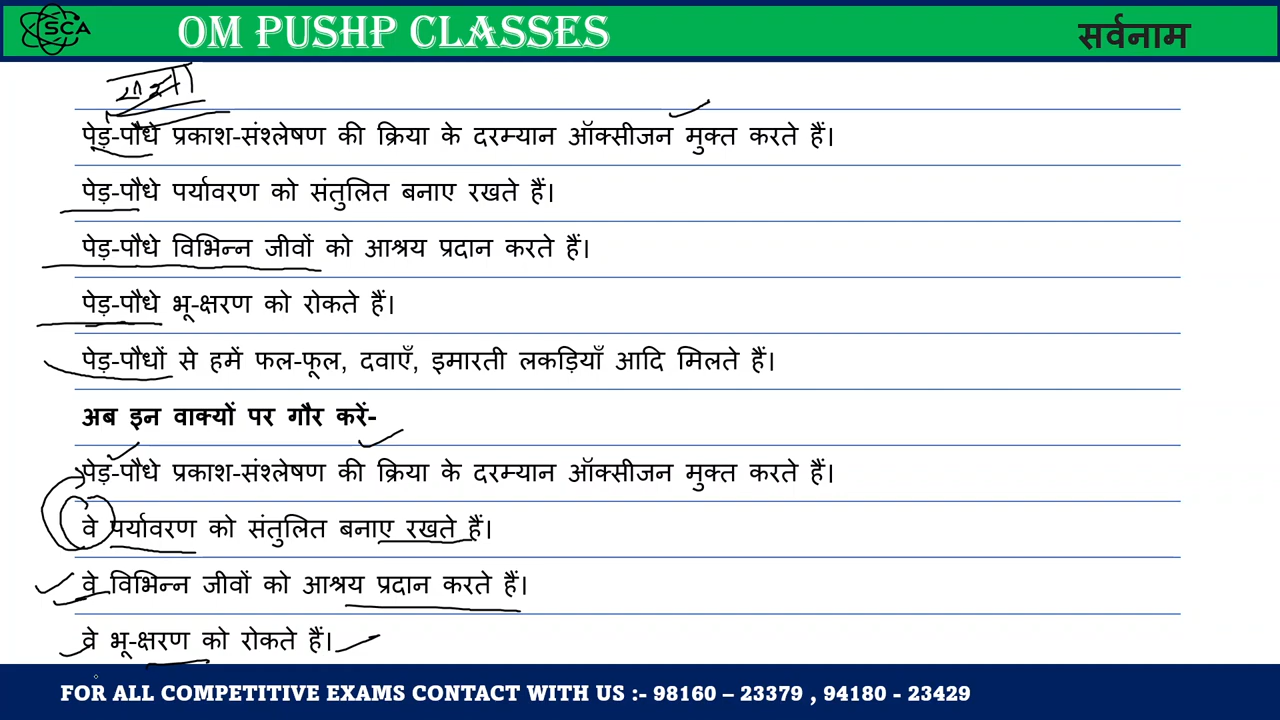 SCA
OM PUSHP CLASSES
सर्वनाम
पेड़-पौधे प्रकाश-संश्लेषण की क्रिया के दरम्यान ऑक्सीजन मुक्त करते हैं।
पेड़-पौधे पर्यावरण को संतुलित बनाए रखते हैं।
पेड़-पौधे विभिन्न जीवों को आश्रय प्रदान करते हैं।
पेड़-पौधे भू-क्षरण को रोकते हैं।
पेड़-पौधों से हमें फल-फूल, दवाएँ, इमारती लकड़ियाँ आदि मिलते हैं।
अब इन वाक्यों पर गौर करें-
पेड़-पौधे प्रकाश-संश्लेषण की क्रिया के दरम्यान ऑक्सीजन मुक्त करते हैं।
वे पर्यावरण को संतुलित बनाए रखते हैं।
वे विभिन्न जीवों को आश्रय प्रदान करते हैं।
वे भू-क्षरण को रोकते हैं।
FOR ALL COMPETITIVE EXAMS CONTACT WITH US :- 98160 – 23379 , 94180 - 23429